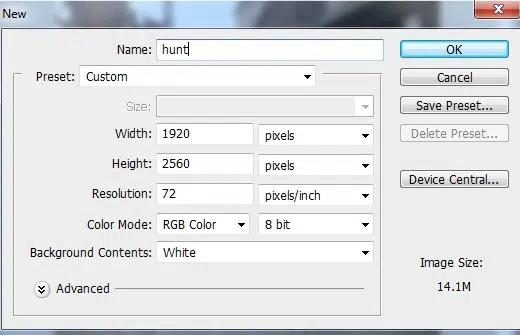 New
Name: hunt
OK
Preset: Custom
Cancel
Size:
Save Preset...
Width: 1920 pixels
Delete Preset...
Height: 2560 pixels
Device Central...
Resolution: 72 pixels/inch
Color Mode: RGB Color 8 bit
Background Contents: White
Image Size:
14.1M
Advanced